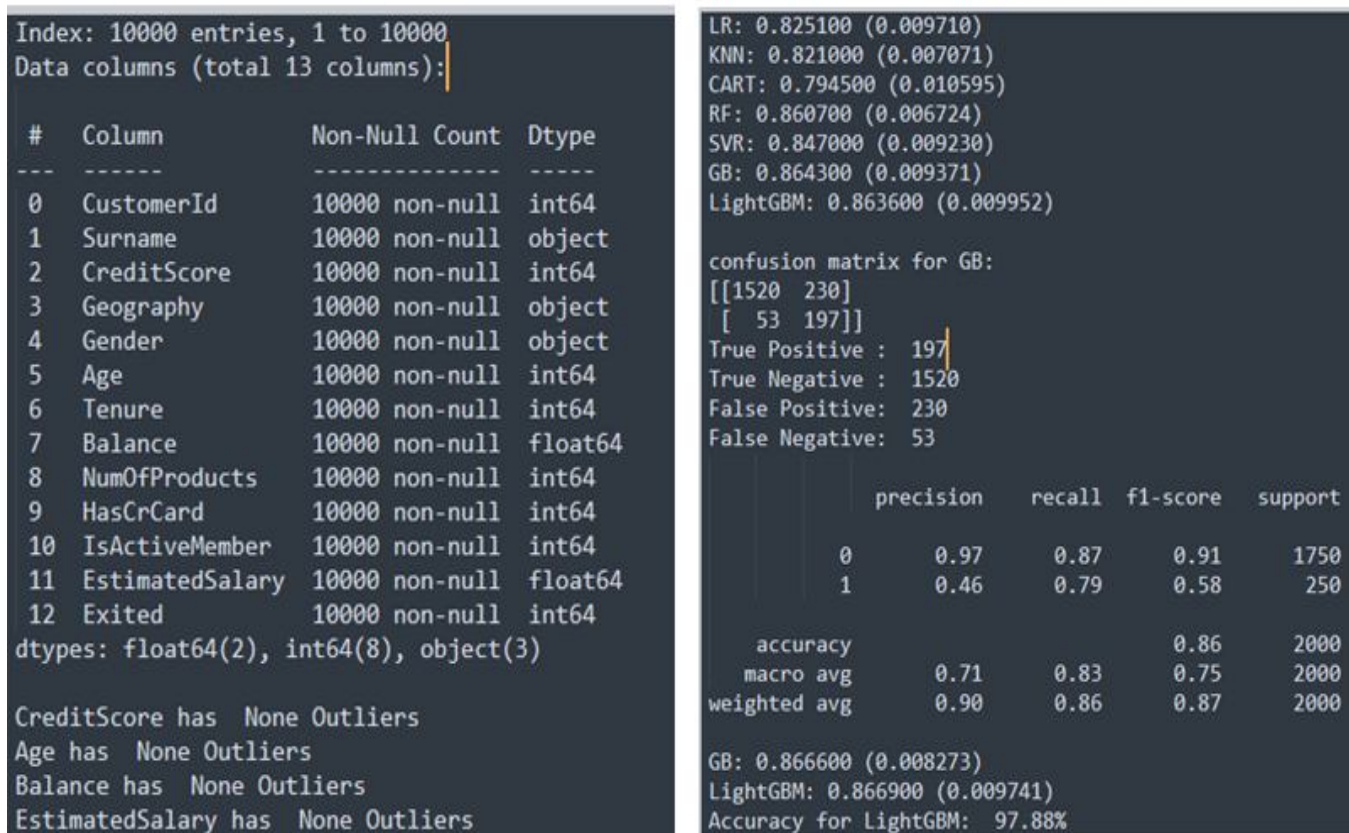 Index: 10000 entries, 1 to 10000
Data columns (total 13 columns):
# Column Non-Null Count Dtype
--- ------ -------------- -----
0 CustomerId 10000 non-null int64
1 Surname 10000 non-null object
2 CreditScore 10000 non-null int64
3 Geography 10000 non-null object
4 Gender 10000 non-null object
5 Age 10000 non-null int64
6 Tenure 10000 non-null int64
7 Balance 10000 non-null float64
8 NumOfProducts 10000 non-null int64
9 HasCrCard 10000 non-null int64
10 IsActiveMember 10000 non-null int64
11 EstimatedSalary 10000 non-null float64
12 Exited 10000 non-null int64
dtypes: float64(2), int64(8), object(3)
CreditScore has None Outliers
Age has None Outliers
Balance has None Outliers
EstimatedSalary has None Outliers
LR: 0.825100 (0.009710)
KNN: 0.821000 (0.007071)
CART: 0.794500 (0.010595)
RF: 0.860700 (0.006724)
SVR: 0.847000 (0.009230)
GB: 0.864300 (0.009371)
LightGBM: 0.863600 (0.009952)
confusion matrix for GB:
[[1520 230]
[ 53 197]]
True Positive : 197
True Negative : 1520
False Positive: 230
False Negative: 53
precision recall f1-score support
0 0.97 0.87 0.91 1750
1 0.46 0.79 0.58 250
accuracy 0.86 2000
macro avg 0.71 0.83 0.75 2000
weighted avg 0.90 0.86 0.87 2000
GB: 0.866600 (0.008273)
LightGBM: 0.866900 (0.009741)
Accuracy for LightGBM: 97.88%